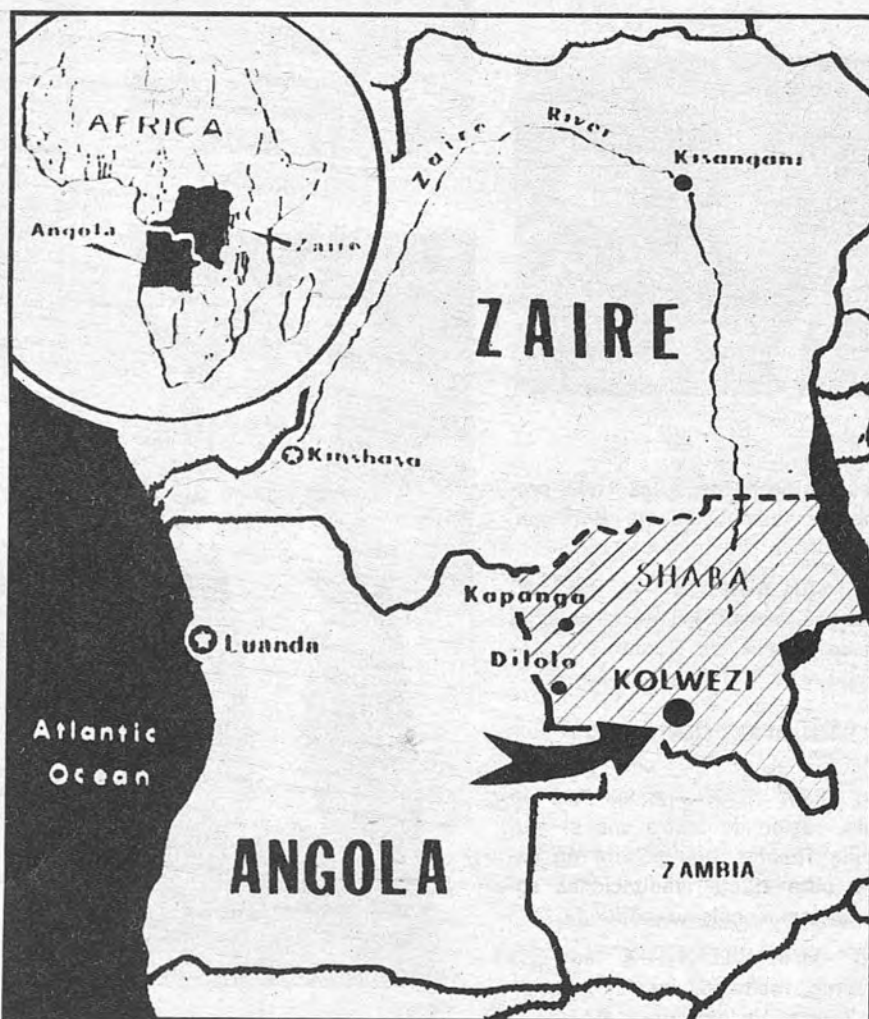 AFRICA
Angola
Zaire
Zaire River
Kisangani
ZAIRE
Kinshasa
SHABA
Kapanga
Luanda
Dilolo
KOLWEZI
Atlantic
Ocean
ANGOLA
ZAMBIA